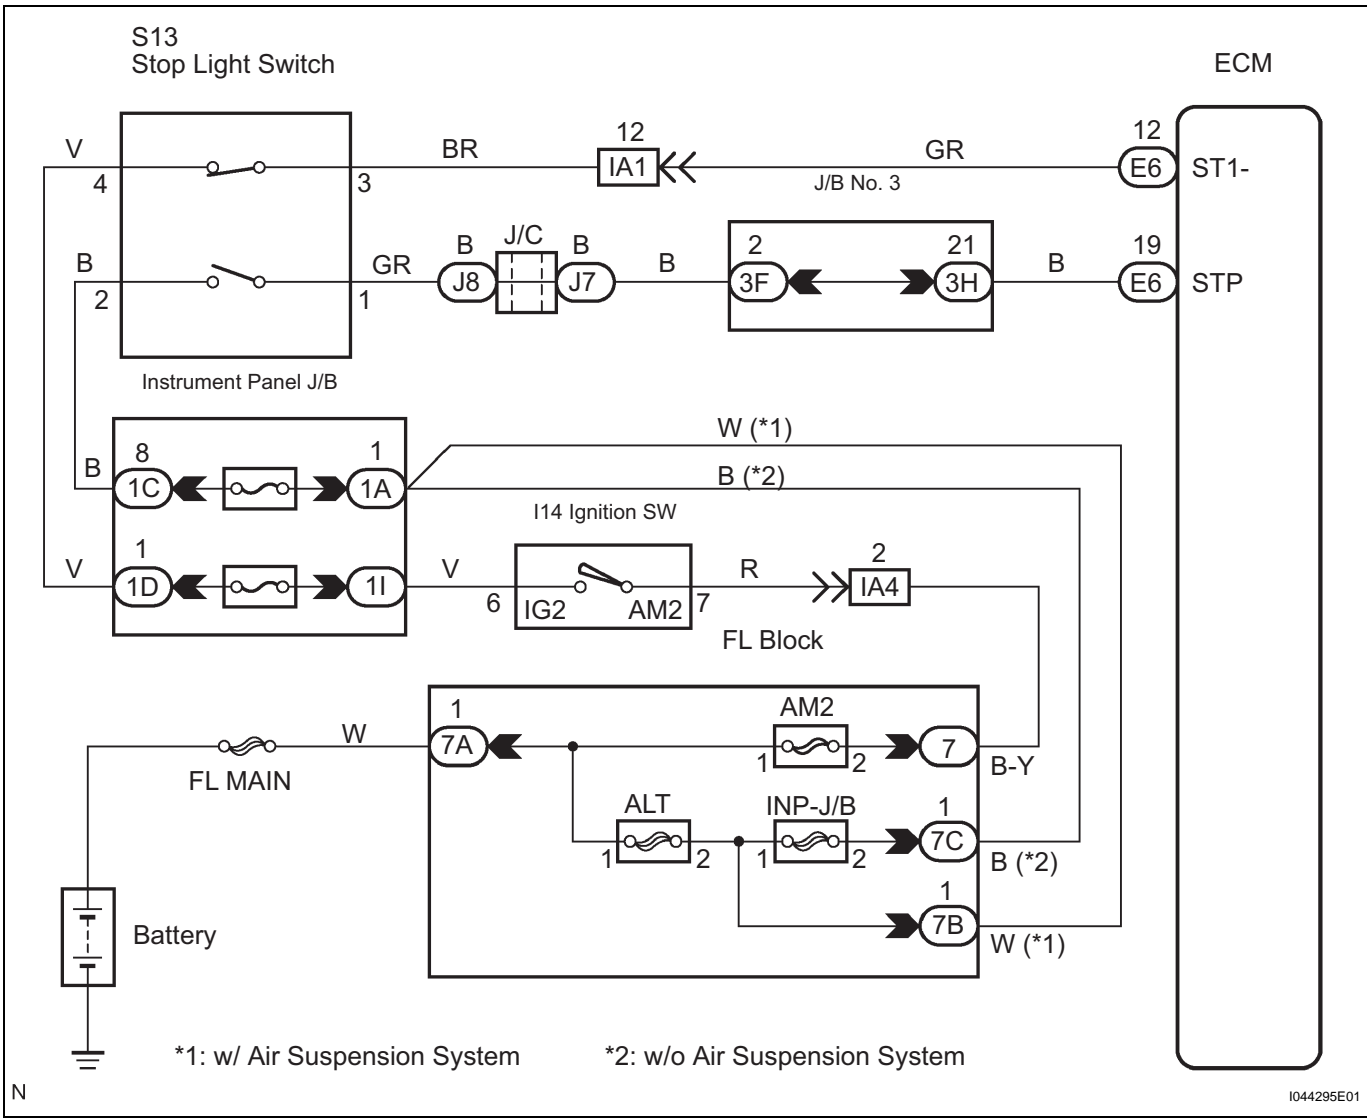 S13
Stop Light Switch
ECM
V
4
BR
3
12
IA1
GR
J/B No. 3
12
E6
ST1-
B
2
GR
1
B
J8
J/C
B
J7
B
2
3F
21
3H
B
19
E6
STP
Instrument Panel J/B
W (*1)
B
8
1C
1
1A
B (*2)
I14 Ignition SW
V
1
1D
1I
V
6
IG2
AM2
7
R
2
IA4
FL Block
FL MAIN
W
1
7A
AM2
1
2
7
B-Y
ALT
1
2
INP-J/B
1
2
1
7C
B (*2)
1
7B
W (*1)
Battery
*1: w/ Air Suspension System
*2: w/o Air Suspension System
N
I044295E01